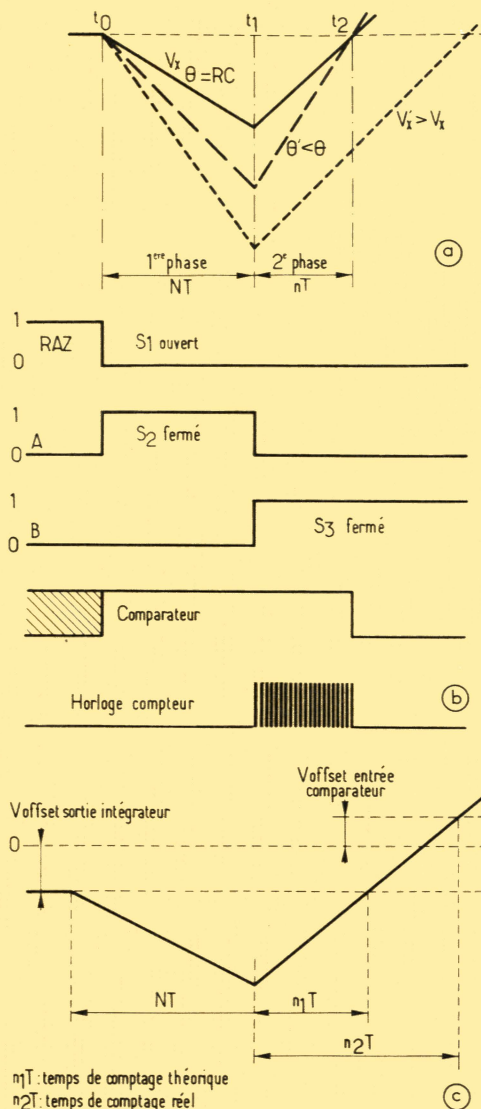 t0 t1 t2
Vx θ=RC
θ'<θ
V'x>Vx
a
1ère phase 2e phase
NT nT
1
RAZ S1 ouvert
0
1
A S2 fermé
0
1
B S3 fermé
0
Comparateur
Horloge compteur
b
V offset entrée
comparateur
V offset sortie intégrateur
0
NT n1T
n2T
n1T: temps de comptage théorique
n2T: temps de comptage réel
c